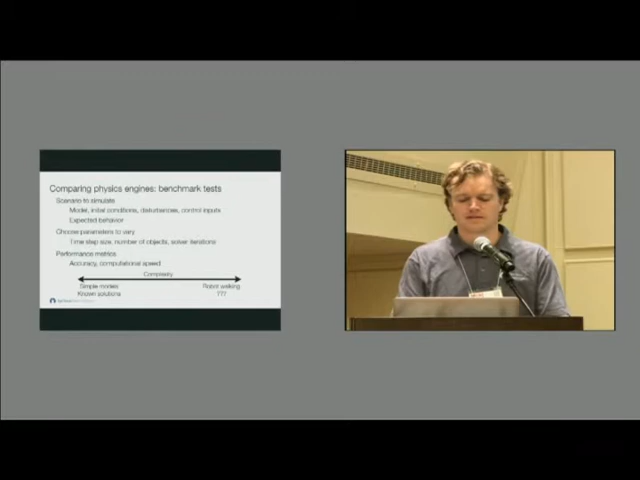 Comparing physics engines: benchmark tests
Scenario to simulate
Model, initial conditions, disturbances, control inputs
Expected behavior
Choose parameters to vary
Time step size, number of objects, solver iterations
Performance metrics
Accuracy, computational speed
Complexity
Simple models
Robot walking
Known solutions
???